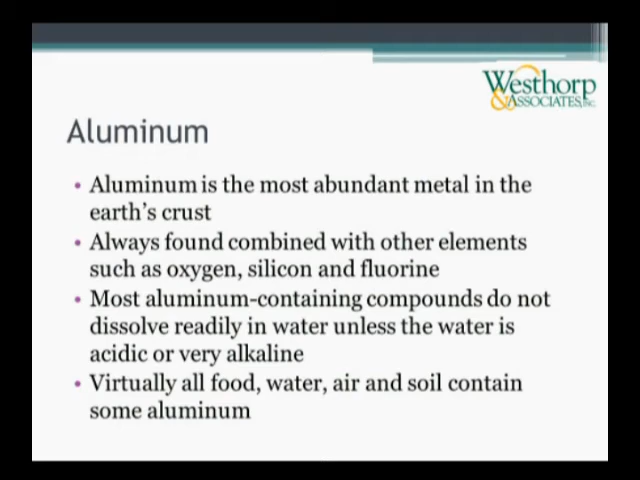 Westhorp
& ASSOCIATES, INC.
Aluminum
• Aluminum is the most abundant metal in the
earth's crust
• Always found combined with other elements
such as oxygen, silicon and fluorine
• Most aluminum-containing compounds do not
dissolve readily in water unless the water is
acidic or very alkaline
• Virtually all food, water, air and soil contain
some aluminum